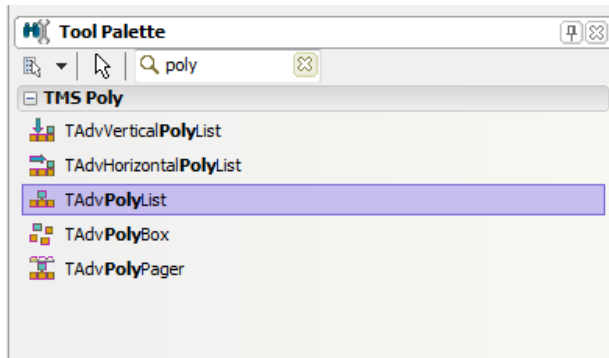 Tool Palette
poly
TMS Poly
TAdvVerticalPolyList
TAdvHorizontalPolyList
TAdvPolyList
TAdvPolyBox
TAdvPolyPager